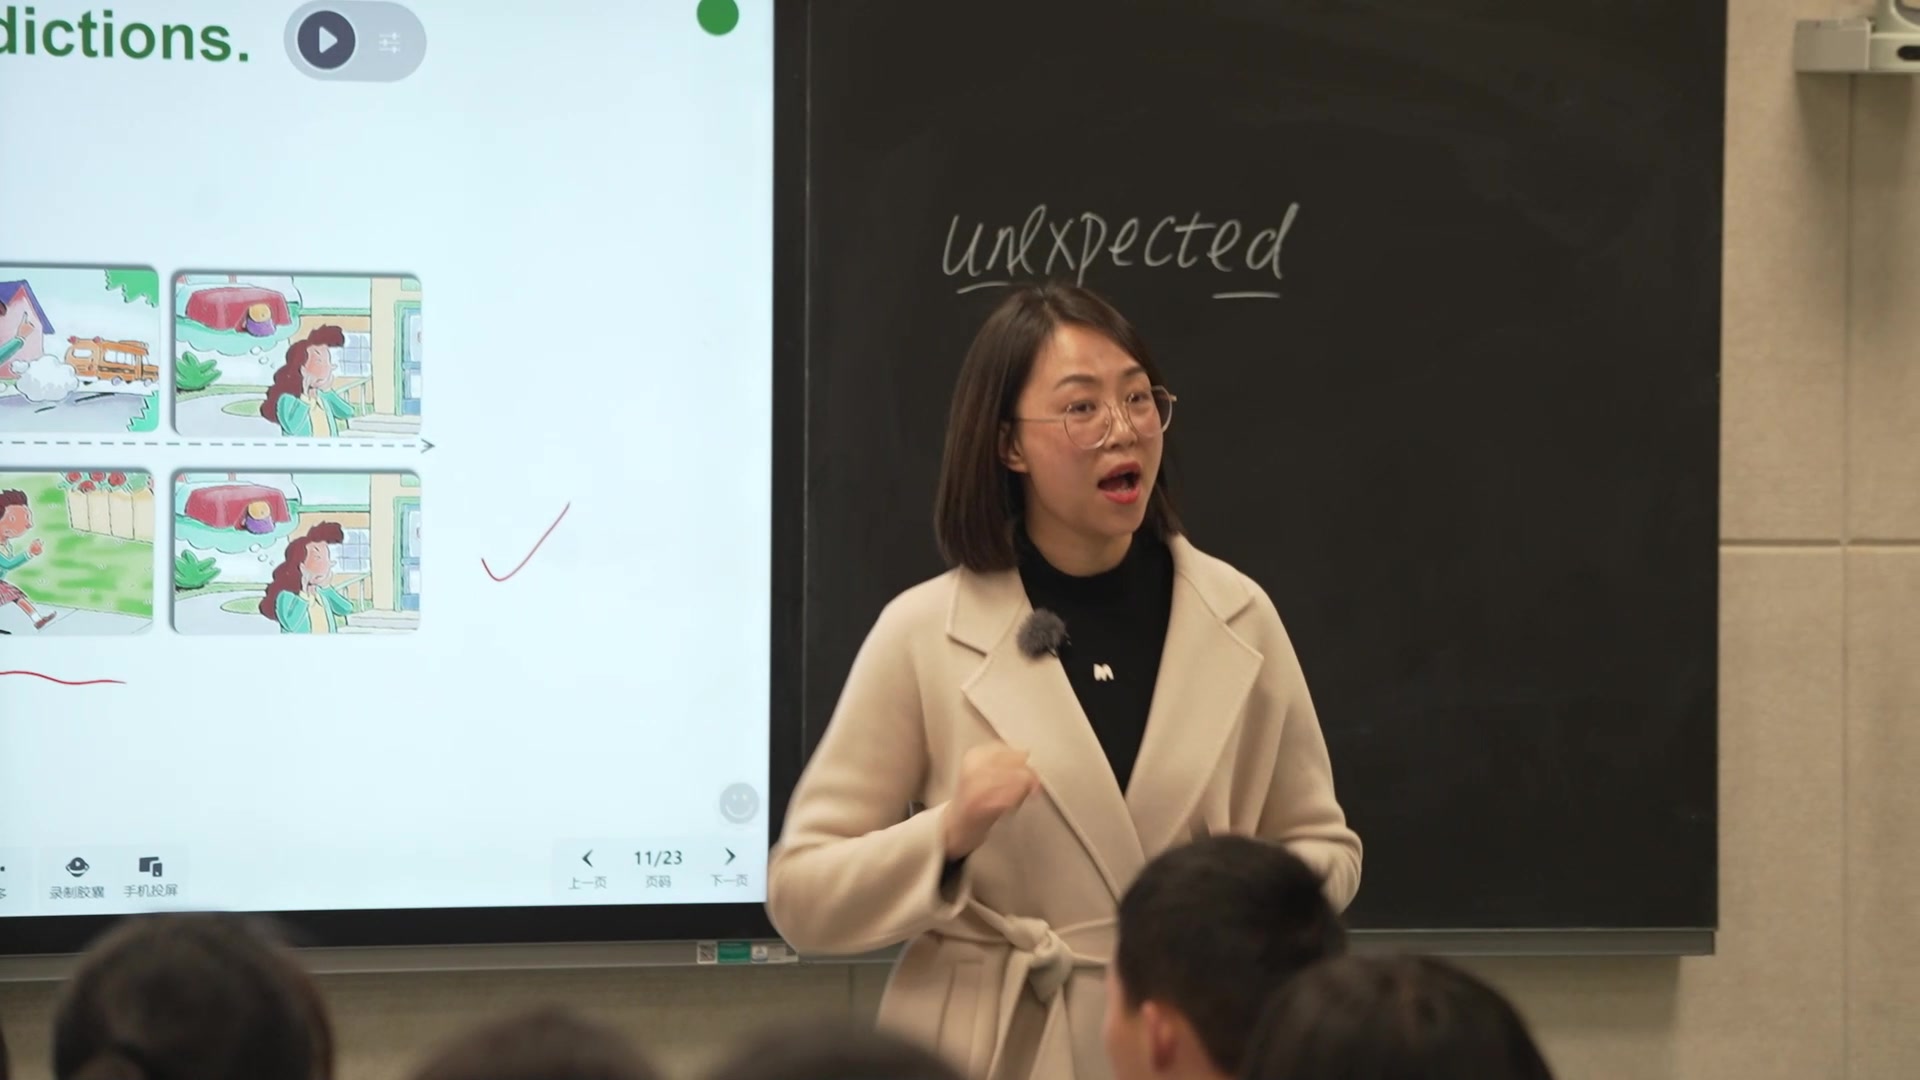 dictions.
unexpected
M
11/23
录制胶囊 手机投屏 上一页 页码 下一页